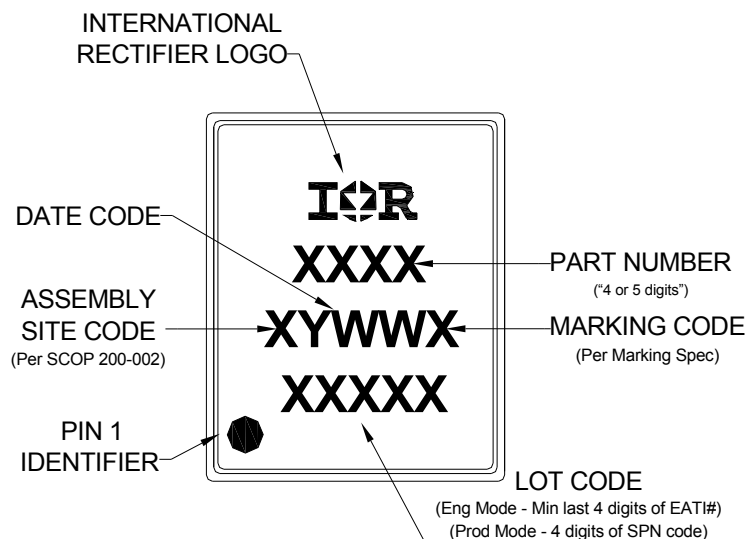 INTERNATIONAL
RECTIFIER LOGO
IOR
DATE CODE
XXXX
PART NUMBER
("4 or 5 digits")
ASSEMBLY
SITE CODE
(Per SCOP 200-002)
XYWWX
MARKING CODE
(Per Marking Spec)
XXXXX
PIN 1
IDENTIFIER
LOT CODE
(Eng Mode - Min last 4 digits of EATI#)
(Prod Mode - 4 digits of SPN code)